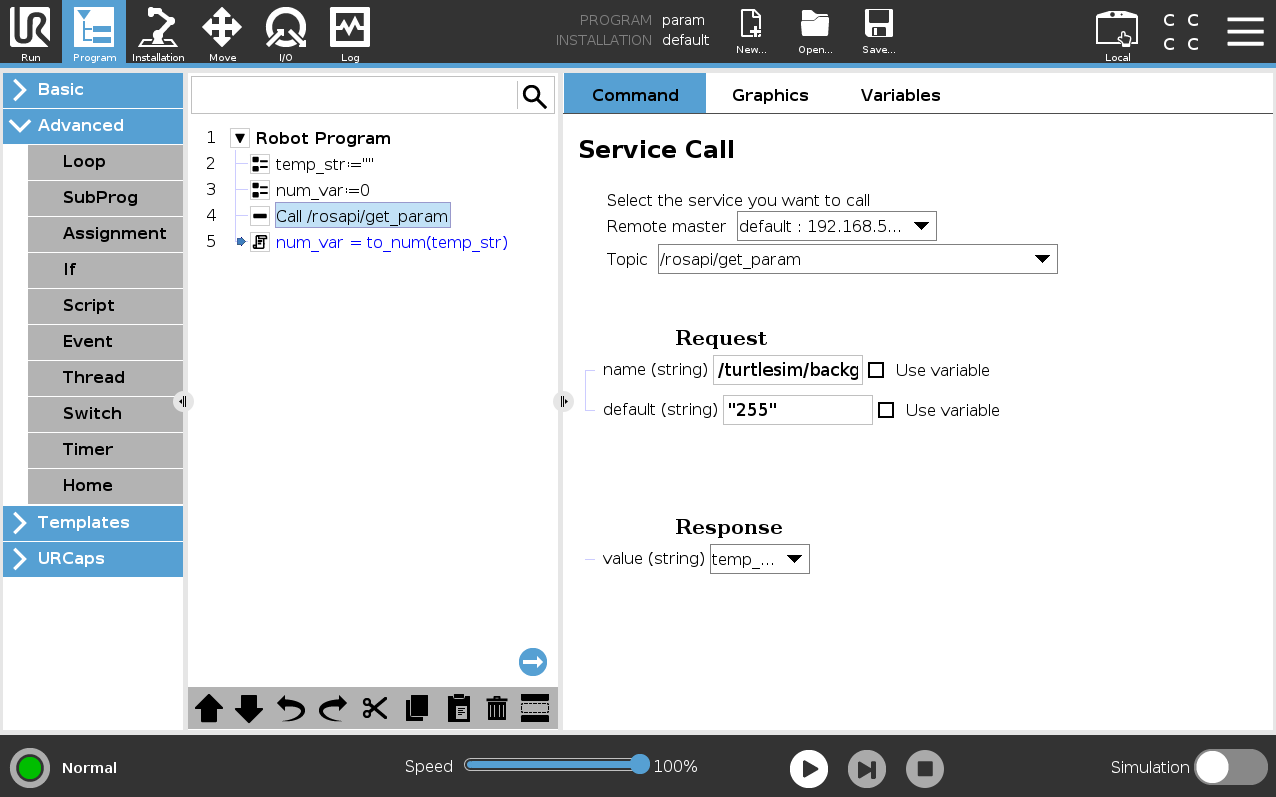 PROGRAM param
INSTALLATION default
UR
Run
Program
Installation
Move
I/O
Log
New...
Open...
Save...
Local
C C
C C
Basic
Advanced
Loop
SubProg
Assignment
If
Script
Event
Thread
Switch
Timer
Home
Templates
URCaps
1 Robot Program
2 temp_str:=""
3 num_var:=0
4 Call /rosapi/get_param
5 num_var = to_num(temp_str)
Command Graphics Variables
Service Call
Select the service you want to call
Remote master default : 192.168.5...
Topic /rosapi/get_param
Request
name (string) /turtlesim/backg Use variable
default (string) "255" Use variable
Response
value (string) temp_...
Normal
Speed 100%
Simulation